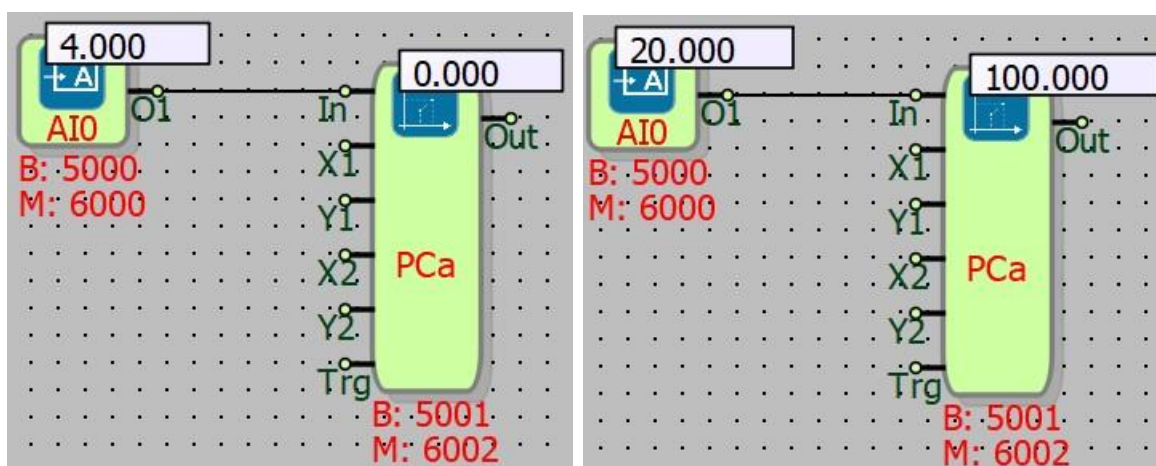 4.000
0.000
A
O1
In
AI0
Out
B: 5000
X1
M: 6000
Y1
X2
PCa
Y2
Trg
B: 5001
M: 6002
20.000
100.000
A
O1
In
AI0
Out
B: 5000
X1
M: 6000
Y1
X2
PCa
Y2
Trg
B: 5001
M: 6002